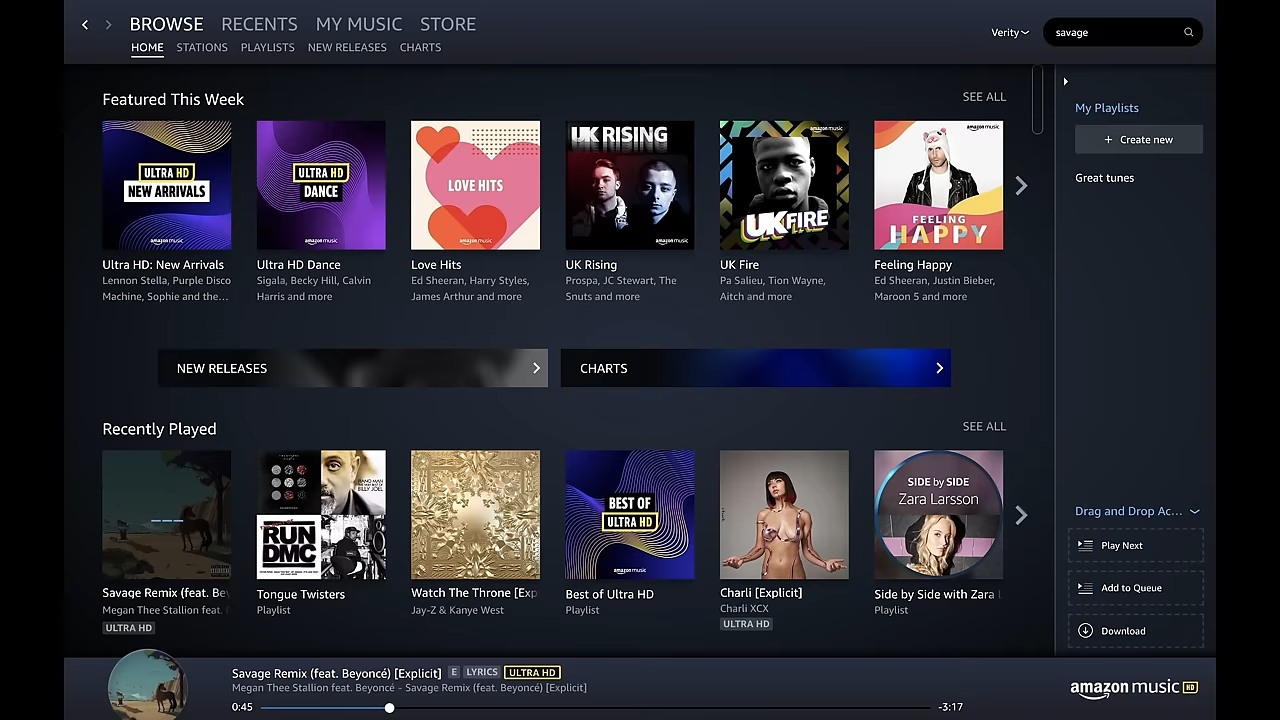 BROWSE RECENTS MY MUSIC STORE
HOME STATIONS PLAYLISTS NEW RELEASES CHARTS
Verity
savage
Featured This Week
SEE ALL
ULTRA HD
NEW ARRIVALS
amazon music
ULTRA HD
DANCE
amazon music
LOVE HITS
amazon music
UK RISING
amazon music
amazon music
UK FIRE
amazon music
FEELING
HAPPY
Ultra HD: New Arrivals
Lennon Stella, Purple Disco
Machine, Sophie and the...
Ultra HD Dance
Sigala, Becky Hill, Calvin
Harris and more
Love Hits
Ed Sheeran, Harry Styles,
James Arthur and more
UK Rising
Prospa, JC Stewart, The
Snuts and more
UK Fire
Pa Salieu, Tion Wayne,
Aitch and more
Feeling Happy
Ed Sheeran, Justin Bieber,
Maroon 5 and more
NEW RELEASES
CHARTS
Recently Played
SEE ALL
BILLY JOEL
RUN
DMC
BEST OF
ULTRA HD
amazon music
SIDE by SIDE
Zara Larsson
Savage Remix (feat. Be
Megan Thee Stallion feat.
ULTRA HD
Tongue Twisters
Playlist
Watch The Throne [Exp
Jay-Z & Kanye West
Best of Ultra HD
Playlist
Charli [Explicit]
Charli XCX
ULTRA HD
Side by Side with Zara
Playlist
My Playlists
+ Create new
Great tunes
Drag and Drop Ac...
Play Next
Add to Queue
Download
Savage Remix (feat. Beyoncé) [Explicit] E LYRICS ULTRA HD
Megan Thee Stallion feat. Beyoncé - Savage Remix (feat. Beyoncé) [Explicit]
0:45
-3:17
amazon music HD